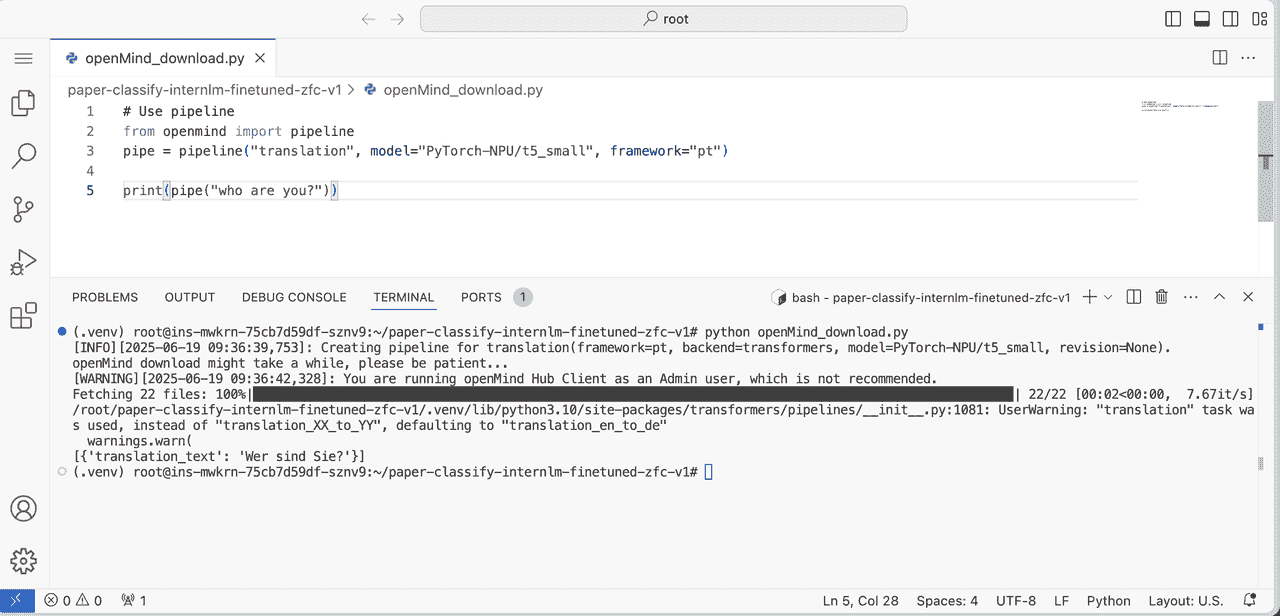 root
openMind_download.py
paper-classify-internlm-finetuned-zfc-v1 > openMind_download.py
1 # Use pipeline
2 from openmind import pipeline
3 pipe = pipeline("translation", model="PyTorch-NPU/t5_small", framework="pt")
4
5 print(pipe("who are you?"))
PROBLEMS OUTPUT DEBUG CONSOLE TERMINAL PORTS 1 bash - paper-classify-internlm-finetuned-zfc-v1
(.venv) root@ins-mwkrn-75cb7d59df-sznv9:~/paper-classify-internlm-finetuned-zfc-v1# python openMind_download.py
[INFO][2025-06-19 09:36:39,753]: Creating pipeline for translation(framework=pt, backend=transformers, model=PyTorch-NPU/t5_small, revision=None).
openMind download might take a while, please be patient...
[WARNING][2025-06-19 09:36:42,328]: You are running openMind Hub Client as an Admin user, which is not recommended.
Fetching 22 files: 100%| | 22/22 [00:02<00:00, 7.67it/s]
/root/paper-classify-internlm-finetuned-zfc-v1/.venv/lib/python3.10/site-packages/transformers/pipelines/__init__.py:1081: UserWarning: "translation" task wa
s used, instead of "translation_XX_to_YY", defaulting to "translation_en_to_de"
warnings.warn(
[{'translation_text': 'Wer sind Sie?'}]
(.venv) root@ins-mwkrn-75cb7d59df-sznv9:~/paper-classify-internlm-finetuned-zfc-v1#
0 0 1 Ln 5, Col 28 Spaces: 4 UTF-8 LF Python Layout: U.S.